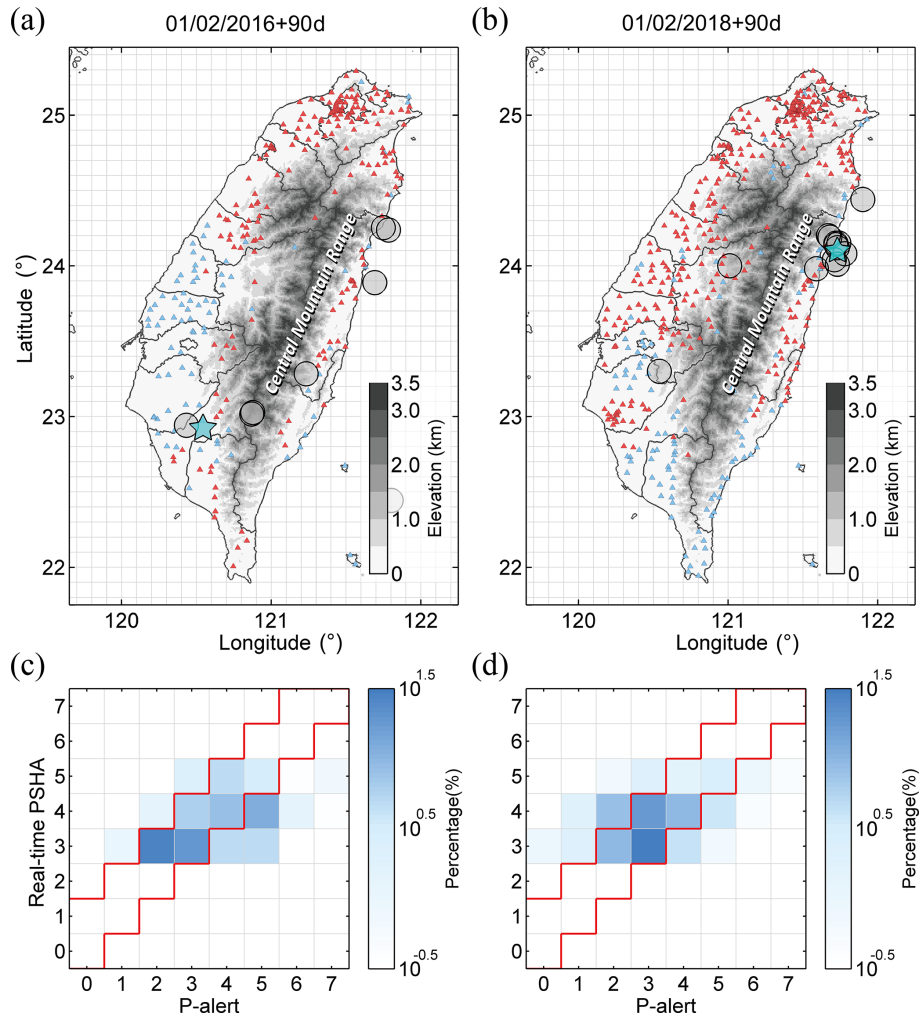 (a)
01/02/2016+90d
(b)
01/02/2018+90d
Latitude (°)
25
24
23
22
120
121
122
Longitude (°)
Central Mountain Range
3.5
3.0
2.0
1.0
0
Elevation (km)
25
24
23
22
120
121
122
Longitude (°)
Central Mountain Range
3.5
3.0
2.0
1.0
0
Elevation (km)
(c)
Real-time PSHA
7
6
5
4
3
2
1
0
0 1 2 3 4 5 6 7
P-alert
10^1.5
10^0.5
10^-0.5
Percentage(%)
(d)
7
6
5
4
3
2
1
0
0 1 2 3 4 5 6 7
P-alert
10^1.5
10^0.5
10^-0.5
Percentage(%)